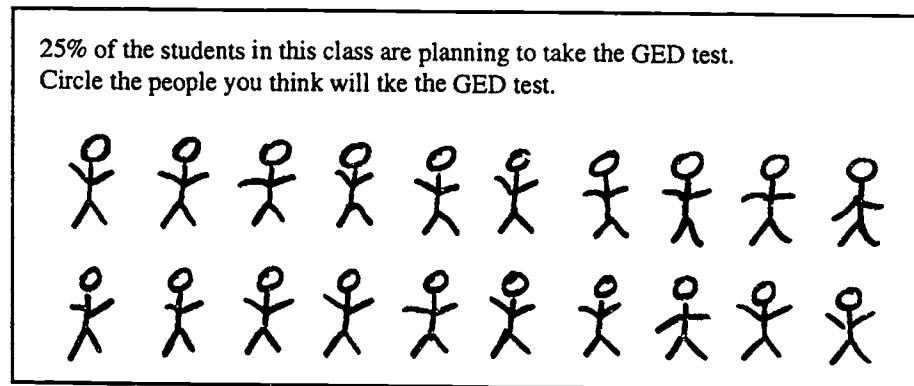 25% of the students in this class are planning to take the GED test.
Circle the people you think will tke the GED test.